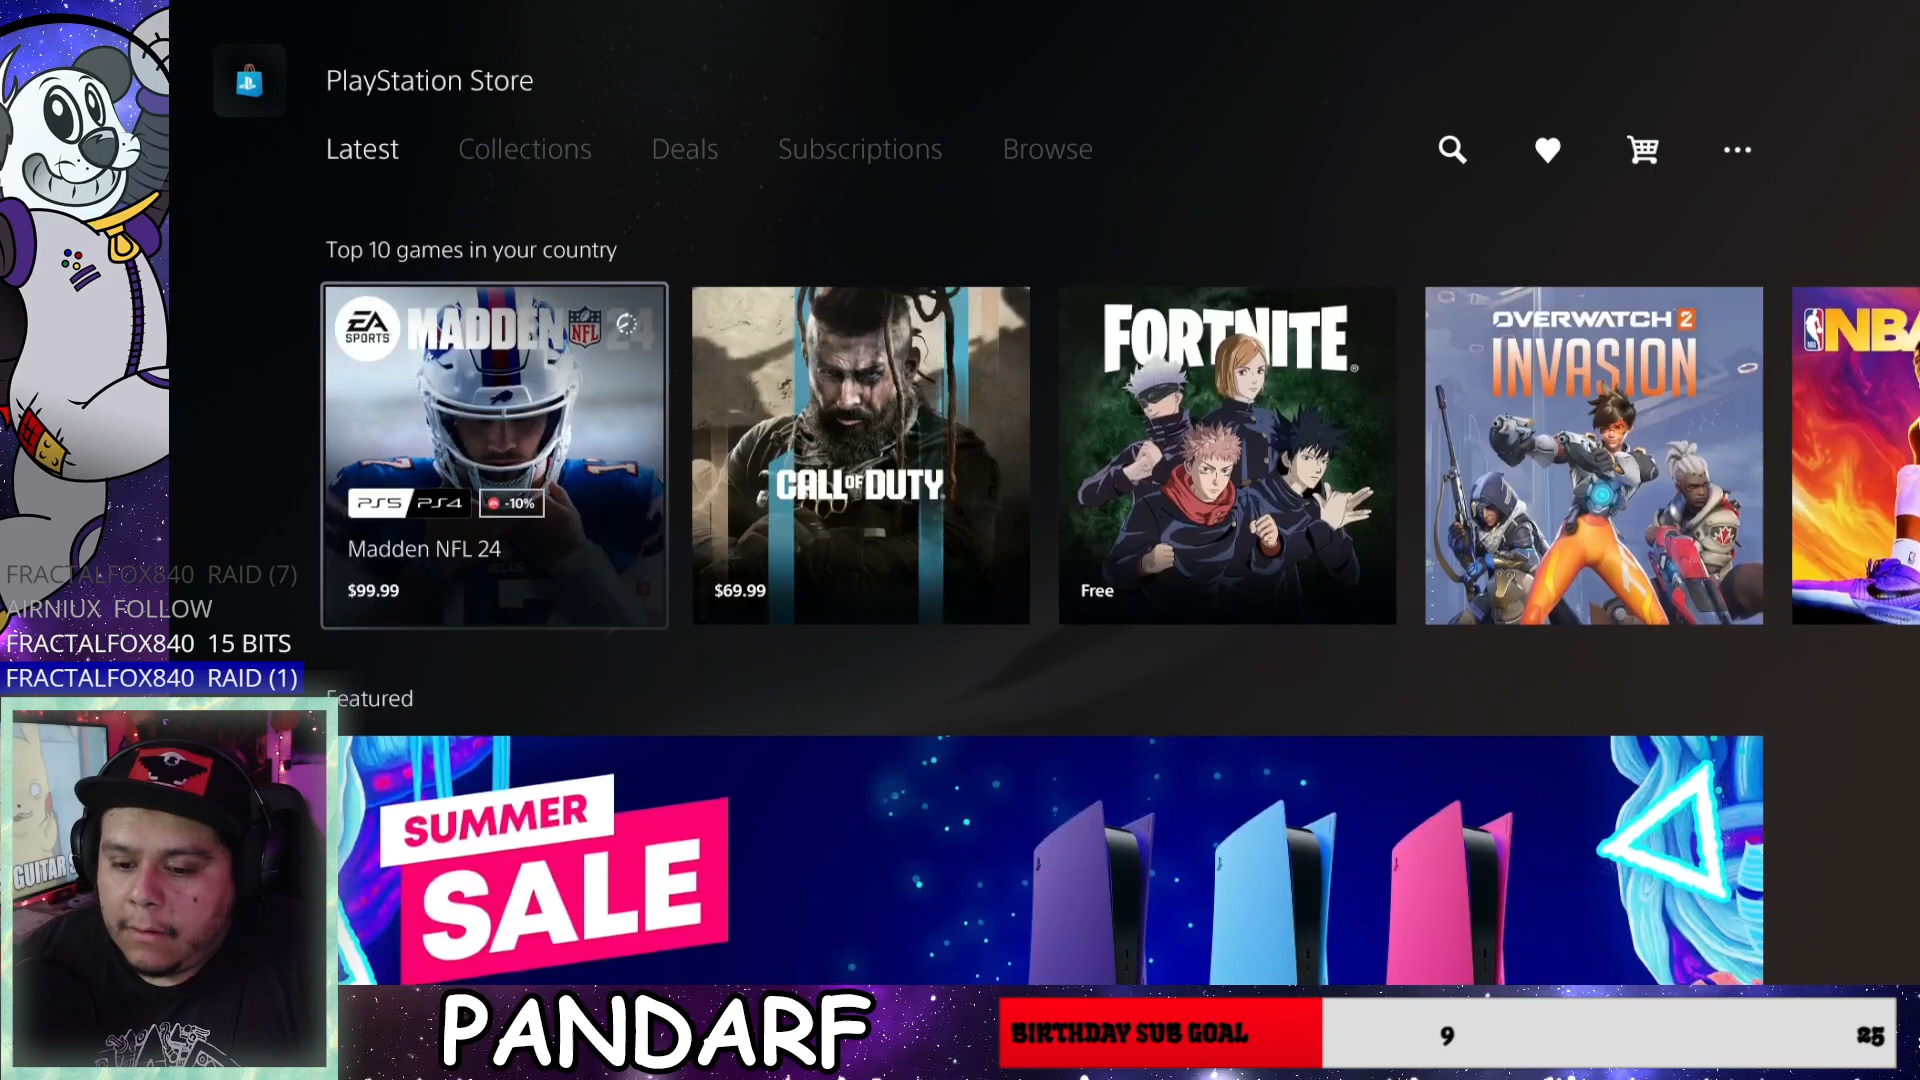 PlayStation Store
Latest Collections Deals Subscriptions Browse
Top 10 games in your country
EA SPORTS MADDEN NFL 24
PS5 PS4 -10%
Madden NFL 24
$99.99
CALL OF DUTY
$69.99
FORTNITE
Free
OVERWATCH 2
INVASION
NBA
FRACTALFOX840 RAID (7)
AIRNIUX FOLLOW
FRACTALFOX840 15 BITS
FRACTALFOX840 RAID (1)
eatured
SUMMER
SALE
GUITAR
PANDARF
BIRTHDAY SUB GOAL 9 25